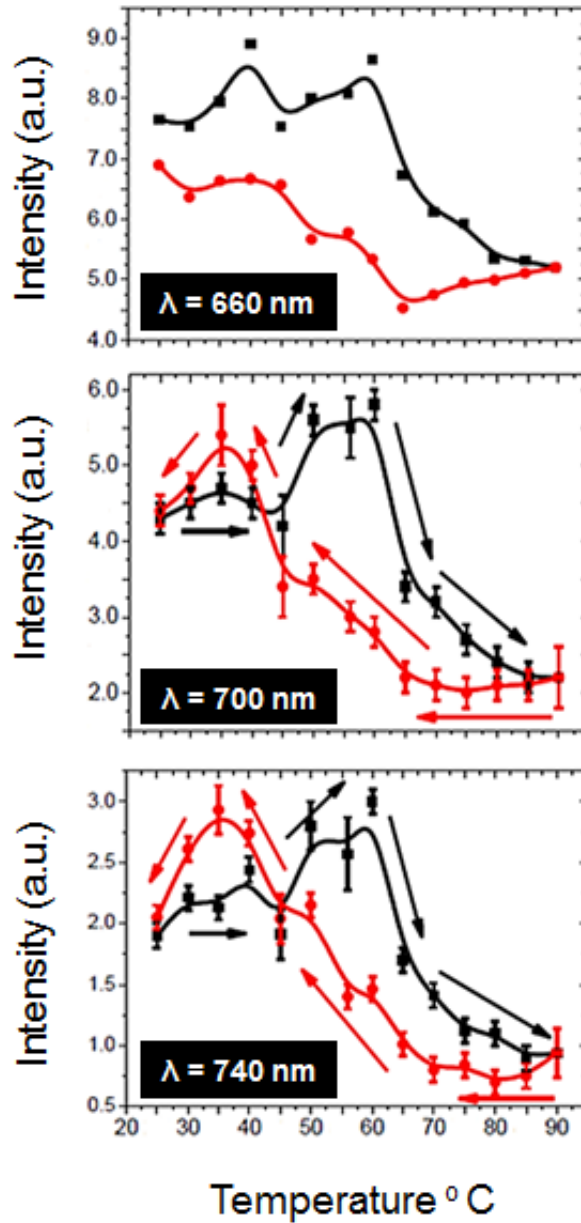 Intensity (a.u.)
9.0
8.0
7.0
6.0
5.0
4.0
λ = 660 nm
Intensity (a.u.)
6.0
5.0
4.0
3.0
2.0
λ = 700 nm
Intensity (a.u.)
3.0
2.5
2.0
1.5
1.0
0.5
λ = 740 nm
20 30 40 50 60 70 80 90
Temperature º C